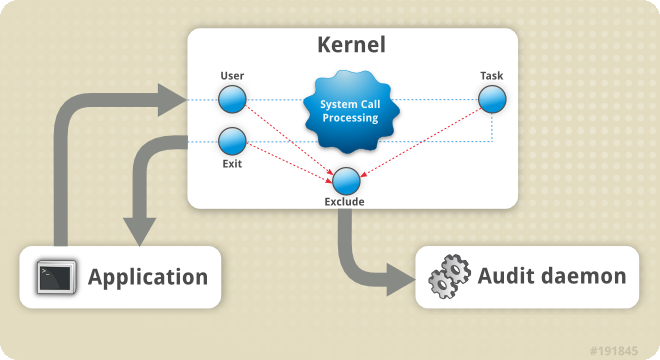 Kernel
User
Task
System Call
Processing
Exit
Exclude
>_
Application
Audit daemon
#191845